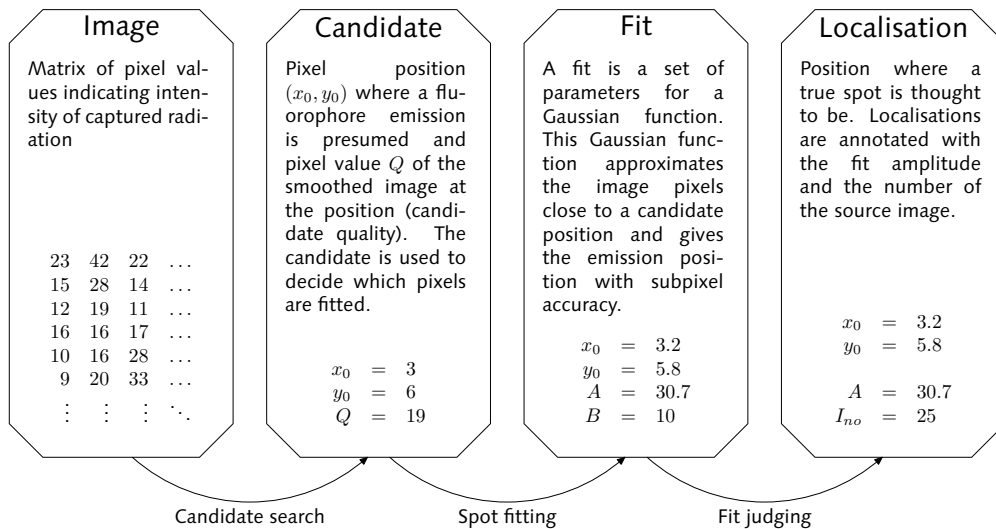 Image
Matrix of pixel val-
ues indicating inten-
sity of captured radi-
ation
23 42 22 …
15 28 14 …
12 19 11 …
16 16 17 …
10 16 28 …
9 20 33 …
⋮ ⋮ ⋮ ⋱
Candidate
Pixel position
(x₀, y₀) where a flu-
orophore emission
is presumed and
pixel value Q of the
smoothed image at
the position (candi-
date quality). The
candidate is used to
decide which pixels
are fitted.
x₀ = 3
y₀ = 6
Q = 19
Fit
A fit is a set of
parameters for a
Gaussian function.
This Gaussian func-
tion approximates
the image pixels
close to a candidate
position and gives
the emission posi-
tion with subpixel
accuracy.
x₀ = 3.2
y₀ = 5.8
A = 30.7
B = 10
Localisation
Position where a
true spot is thought
to be. Localisations
are annotated with
the fit amplitude
and the number of
the source image.
x₀ = 3.2
y₀ = 5.8
A = 30.7
Iₙₒ = 25
Candidate search
Spot fitting
Fit judging